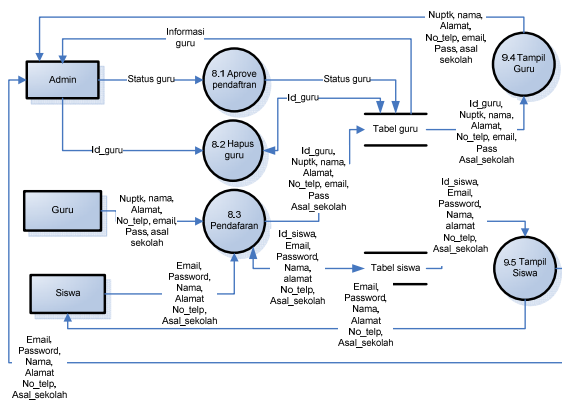 Nuptk, nama,
Alamat,
No_telp, email,
Pass, asal
sekolah
Informasi
guru
9.4 Tampil
Guru
Admin
Status guru
8.1 Aprove
pendaftran
Status guru
Id_guru
Id_guru,
Nuptk, nama,
Alamat,
No_telp, email,
Pass
Asal_sekolah
Tabel guru
Id_guru
8.2 Hapus
guru
Id_guru,
Nuptk, nama,
Alamat,
No_telp, email,
Pass
Asal_sekolah
Guru
Nuptk, nama,
Alamat,
No_telp, email,
Pass, asal
sekolah
8.3
Pendafaran
Id_siswa,
Email,
Password,
Nama,
alamat
No_telp,
Asal_sekolah
Id_siswa,
Email,
Password,
Nama,
alamat
No_telp,
Asal_sekolah
Tabel siswa
9.5 Tampil
Siswa
Siswa
Email,
Password,
Nama,
Alamat
No_telp,
Asal_sekolah
Email,
Password,
Nama,
Alamat
No_telp,
Asal_sekolah
Email,
Password,
Nama,
Alamat
No_telp,
Asal_sekolah